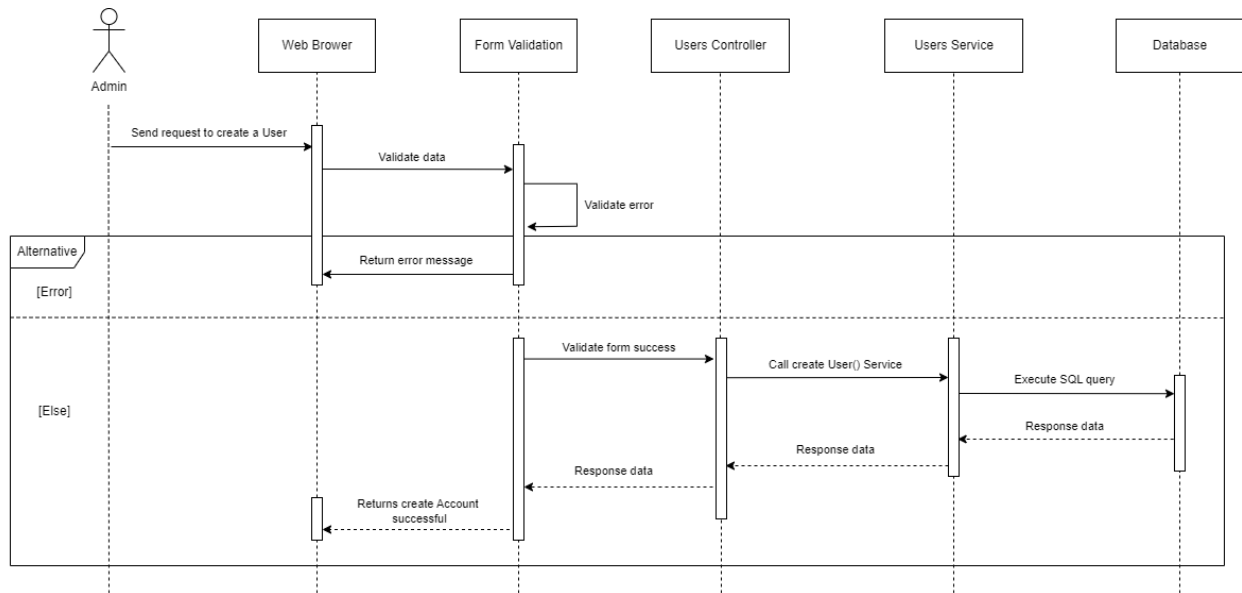 Web Brower
Form Validation
Users Controller
Users Service
Database
Admin
Send request to create a User
Validate data
Validate error
Alternative
Return error message
[Error]
Validate form success
Call create User() Service
Execute SQL query
[Else]
Response data
Response data
Response data
Returns create Account
successful